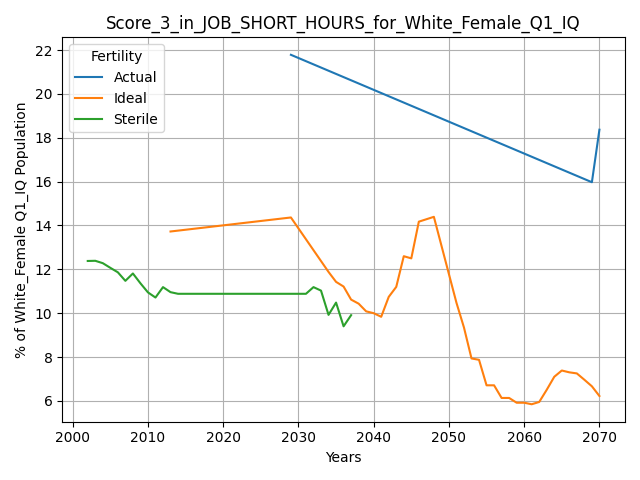 Score_3_in_JOB_SHORT_HOURS_for_White_Female_Q1_IQ
Fertility
Actual
Ideal
Sterile
% of White_Female Q1_IQ Population
22
20
18
16
14
12
10
8
6
2000 2010 2020 2030 2040 2050 2060 2070
Years